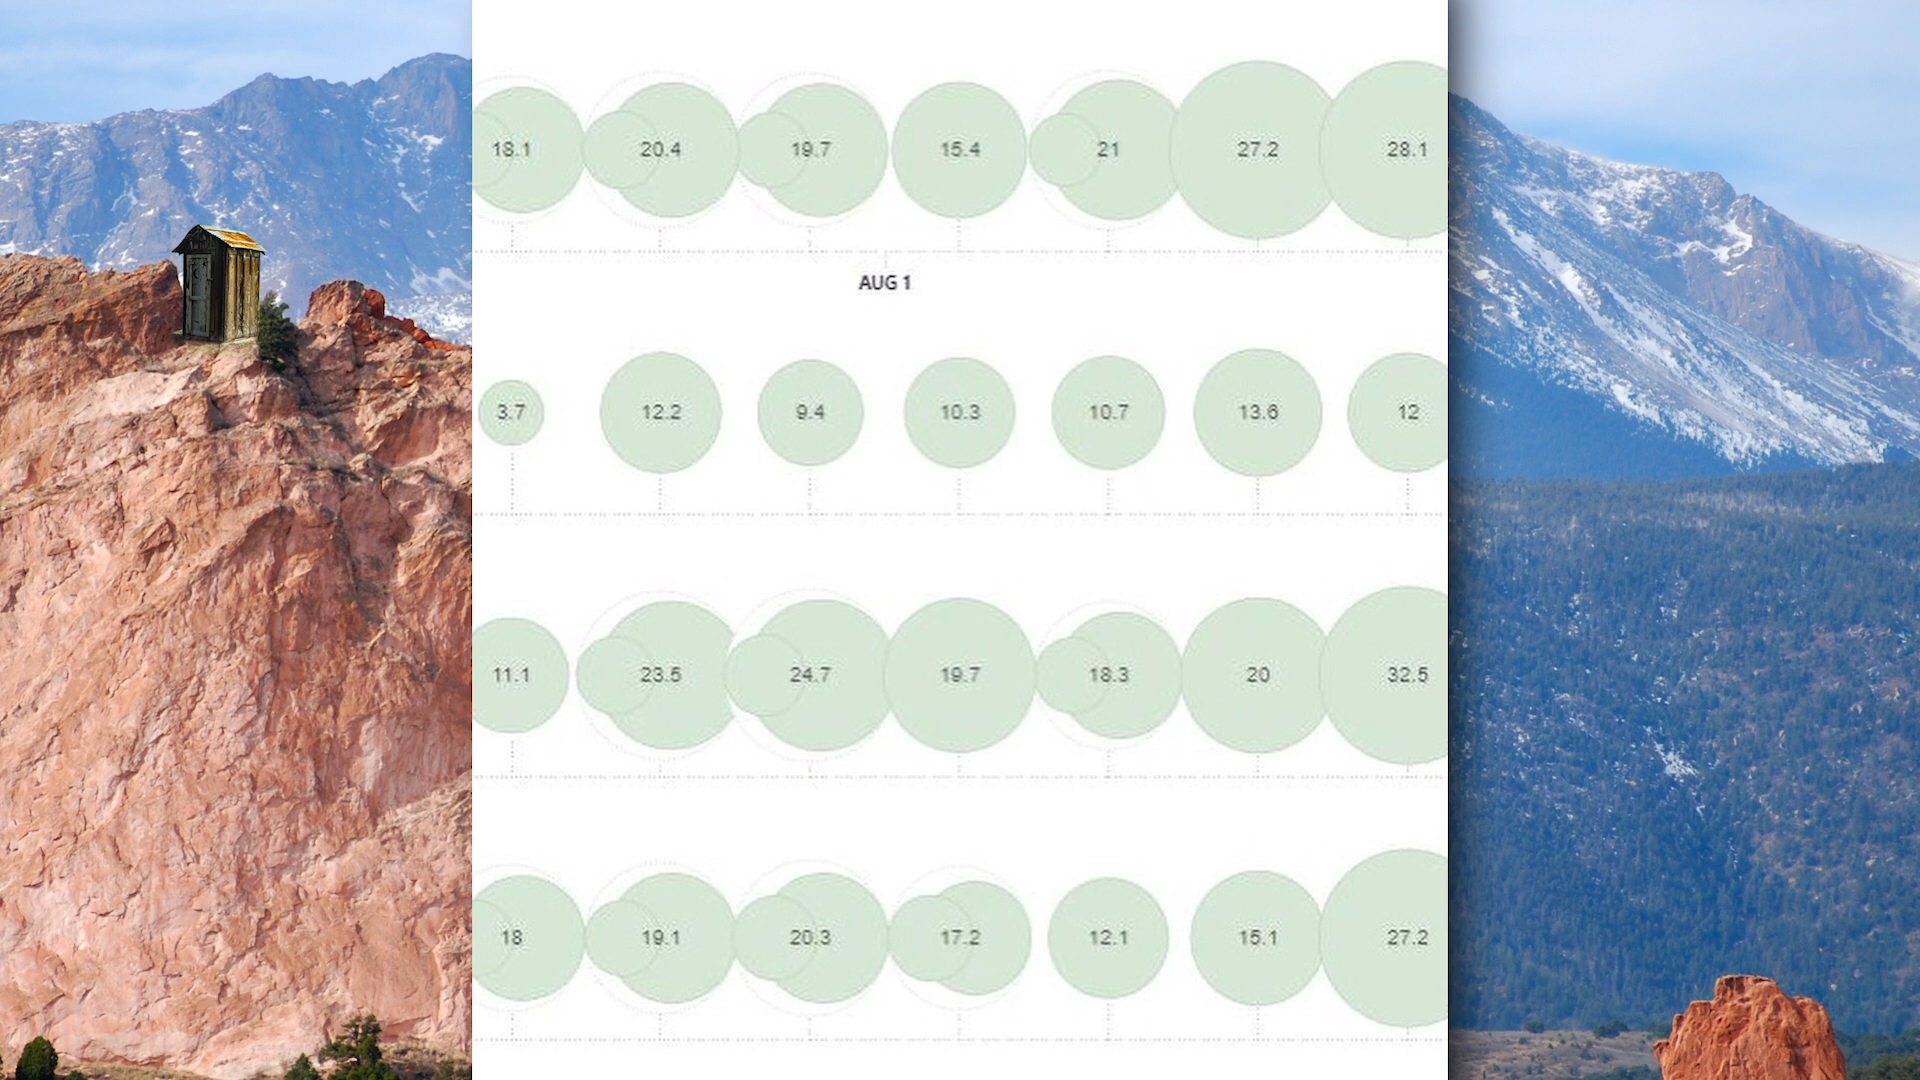 18.1 20.4 19.7 15.4 21 27.2 28.1
AUG 1
3.7 12.2 9.4 10.3 10.7 13.6 12
11.1 23.5 24.7 19.7 18.3 20 32.5
18 19.1 20.3 17.2 12.1 15.1 27.2